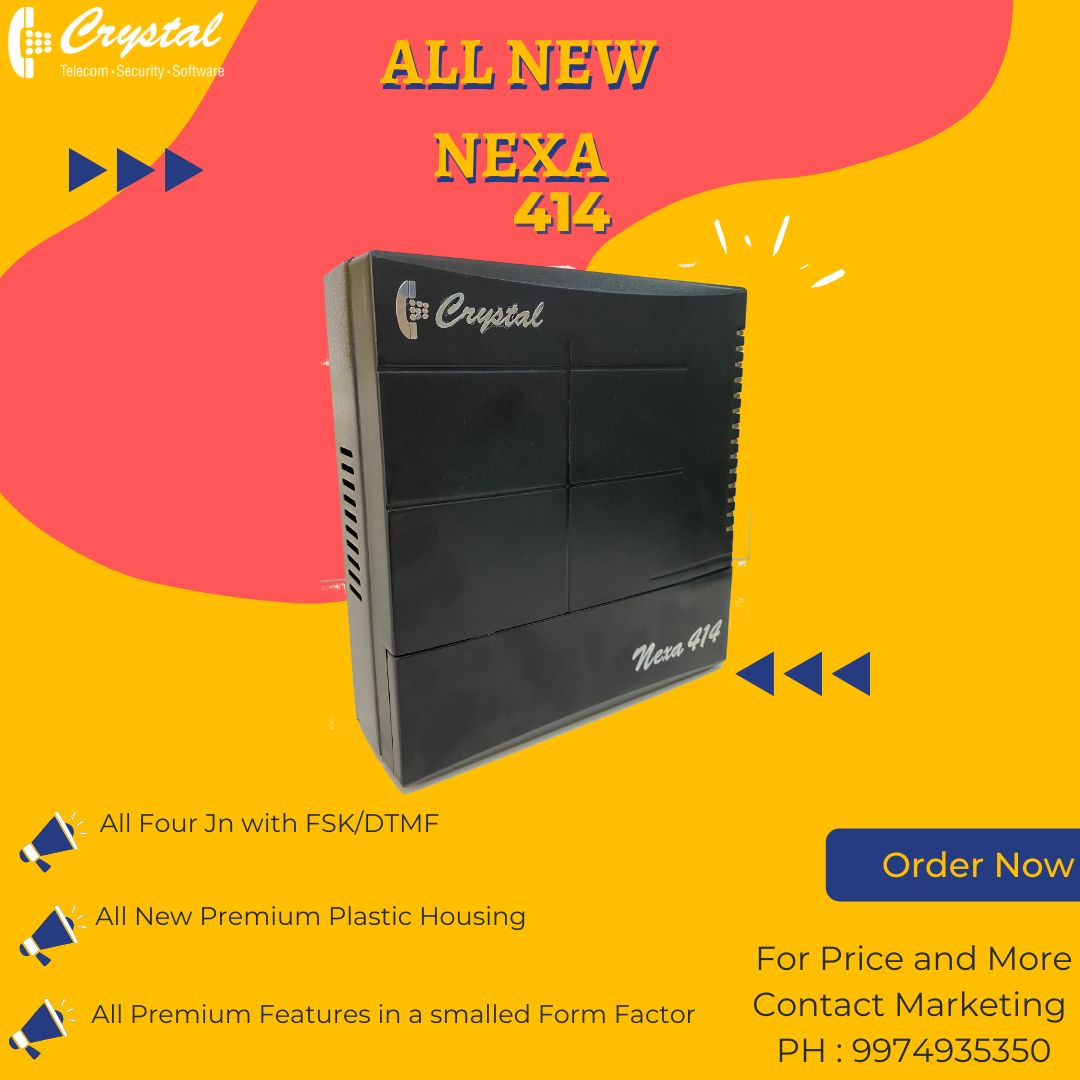 Crystal
Telecom · Security · Software
ALL NEW
NEXA
414
Crystal
Nexa 414
All Four Jn with FSK/DTMF
All New Premium Plastic Housing
All Premium Features in a smalled Form Factor
Order Now
For Price and More
Contact Marketing
PH : 9974935350